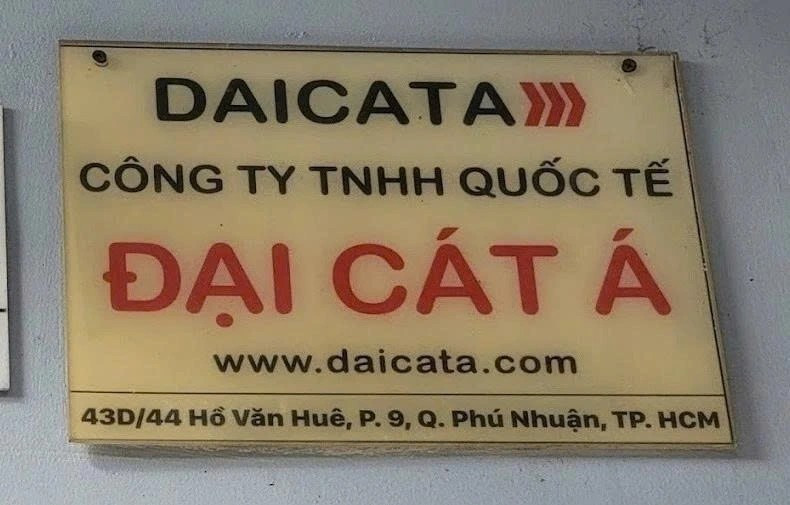 DAICATA
CÔNG TY TNHH QUỐC TẾ
ĐẠI CÁT Á
www.daicata.com
43D/44 Hồ Văn Huê, P. 9, Q. Phú Nhuận, TP. HCM